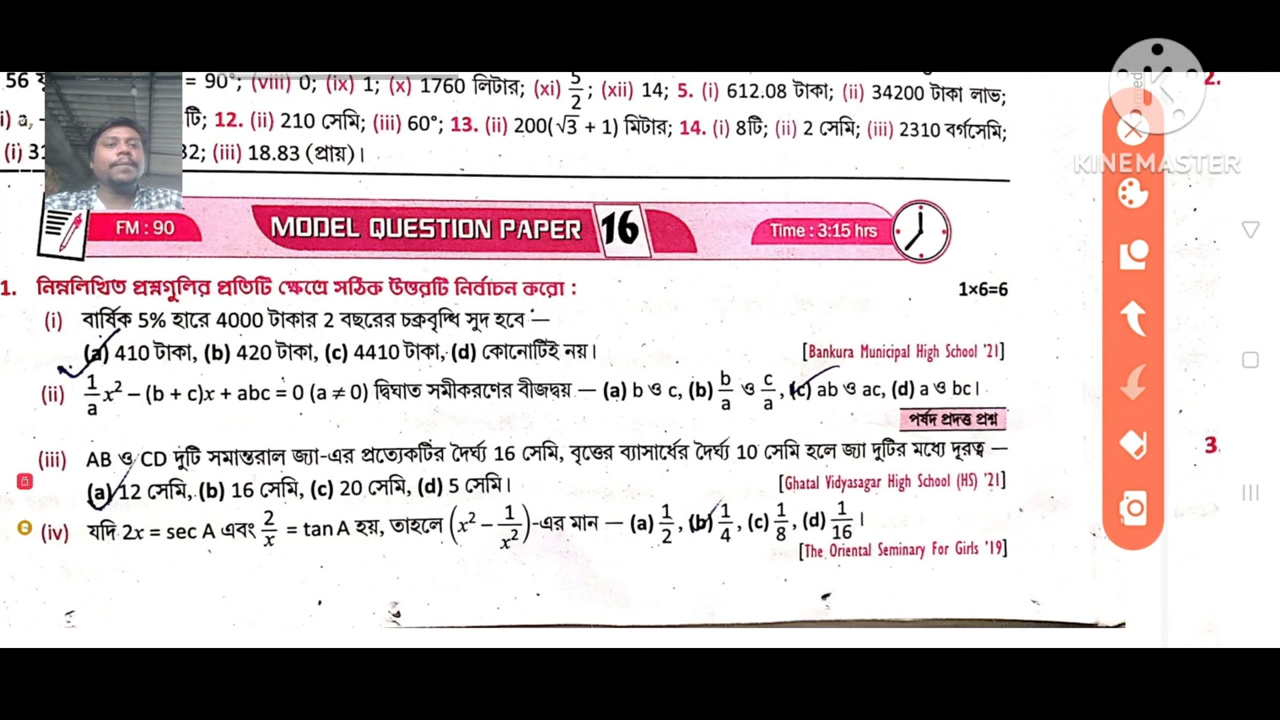 56 = 90°; (viii) 0; (ix) 1; (x) 1760 লিটার; (xi) 5/2; (xii) 14; 5. (i) 612.08 টাকা; (ii) 34200 টাকা লাভ;
i) a, টি; 12. (ii) 210 সেমি; (iii) 60°; 13. (ii) 200(√3 + 1) মিটার; 14. (i) 8টি; (ii) 2 সেমি; (iii) 2310 বর্গসেমি;
(i) 32; (iii) 18.83 (প্রায়)।
KINEMASTER
FM : 90 MODEL QUESTION PAPER 16 Time : 3:15 hrs
1. নিম্নলিখিত প্রশ্নগুলির প্রতিটি ক্ষেত্রে সঠিক উত্তরটি নির্বাচন করো : 1×6=6
(i) বার্ষিক 5% হারে 4000 টাকার 2 বছরের চক্রবৃদ্ধি সুদ হবে —
(a) 410 টাকা, (b) 420 টাকা, (c) 4410 টাকা, (d) কোনোটিই নয়। [Bankura Municipal High School '21]
(ii) 1/a x² − (b + c)x + abc = 0 (a ≠ 0) দ্বিঘাত সমীকরণের বীজদ্বয় — (a) b ও c, (b) b/a ও c/a, (c) ab ও ac, (d) a ও bc।
পর্ষদ প্রদত্ত প্রশ্ন
(iii) AB ও CD দুটি সমান্তরাল জ্যা-এর প্রত্যেকটির দৈর্ঘ্য 16 সেমি, বৃত্তের ব্যাসার্ধের দৈর্ঘ্য 10 সেমি হলে জ্যা দুটির মধ্যে দূরত্ব —
3.
(a) 12 সেমি, (b) 16 সেমি, (c) 20 সেমি, (d) 5 সেমি। [Ghatal Vidyasagar High School (HS) '21]
(iv) যদি 2x = sec A এবং 2/x = tan A হয়, তাহলে (x² − 1/x²)-এর মান — (a) 1/2, (b) 1/4, (c) 1/8, (d) 1/16।
[The Oriental Seminary For Girls '19]